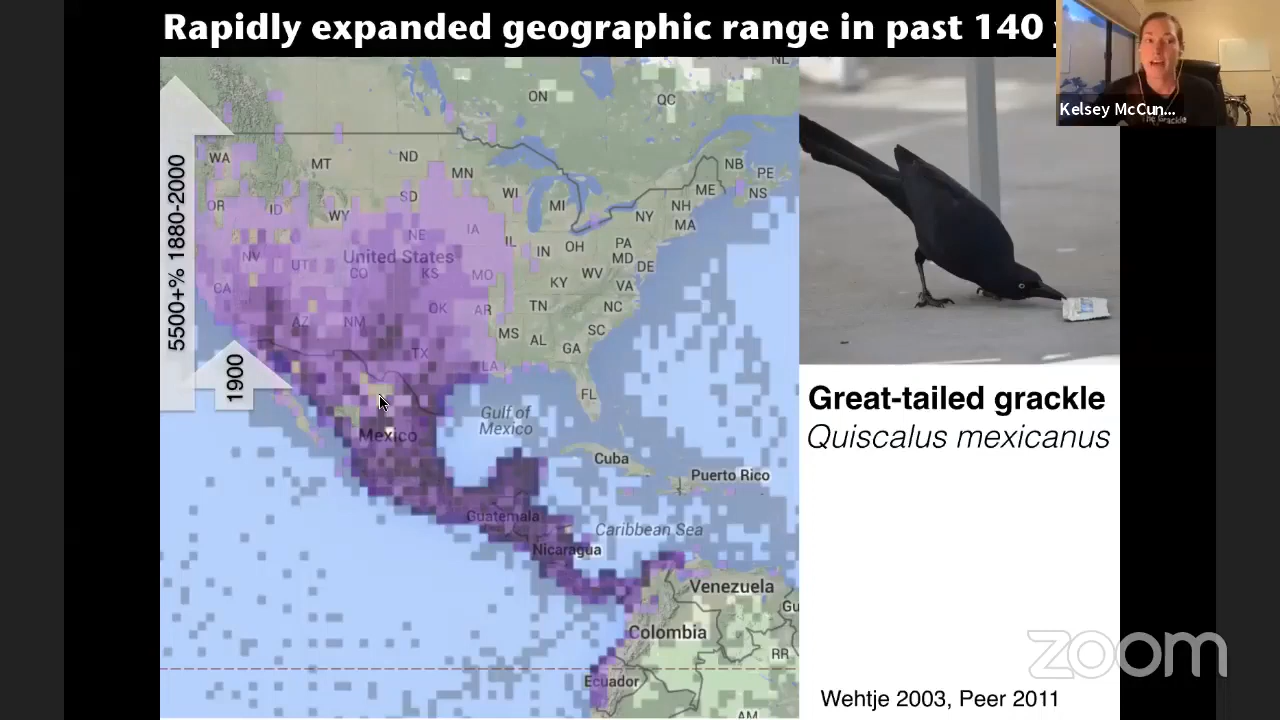 Rapidly expanded geographic range in past 140
Kelsey McCun...
The Grackle
5500+% 1880-2000
1900
NL
ON
QC
WA
MT
ND
MN
NB
PE
OR
ID
WY
SD
WI
MI
ME
NS
NH
NY
MA
NV
UT
NE
IA
IL
IN
OH
PA
MD
DE
United States
CO
KS
MO
WV
VA
KY
CA
AZ
NM
OK
AR
TN
NC
SC
MS
AL
GA
TX
LA
FL
Gulf of
Mexico
Mexico
Cuba
Puerto Rico
Guatemala
Caribbean Sea
Nicaragua
Venezuela
Gu
Colombia
RR
Ecuador
AM
Great-tailed grackle
Quiscalus mexicanus
zoom
Wehtje 2003, Peer 2011